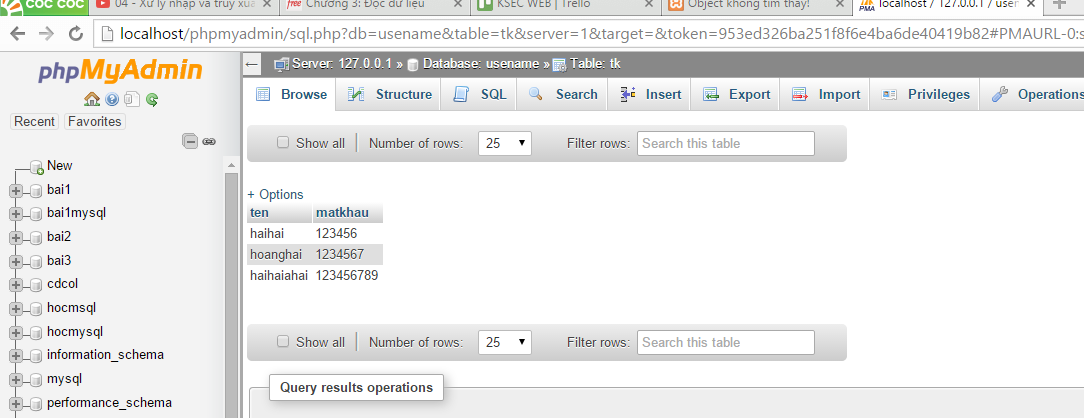 CỐC CỐC 04 - Xử lý nhập và truy xuấ free Chương 3: Đọc dữ liệu KSEC WEB | Trello Object không tìm thấy! PMA localhost / 127.0.0.1 / usen
localhost/phpmyadmin/sql.php?db=usename&table=tk&server=1&target=&token=953ed326ba251f8f6e4ba6de40419b82#PMAURL-0:s
phpMyAdmin
Recent Favorites
New
bai1
bai1mysql
bai2
bai3
cdcol
hocmsql
hocmysql
information_schema
mysql
performance_schema
Server: 127.0.0.1 » Database: usename » Table: tk
Browse Structure SQL Search Insert Export Import Privileges Operations
Show all Number of rows: 25 Filter rows: Search this table
+ Options
ten matkhau
haihai 123456
hoanghai 1234567
haihaiahai 123456789
Show all Number of rows: 25 Filter rows: Search this table
Query results operations